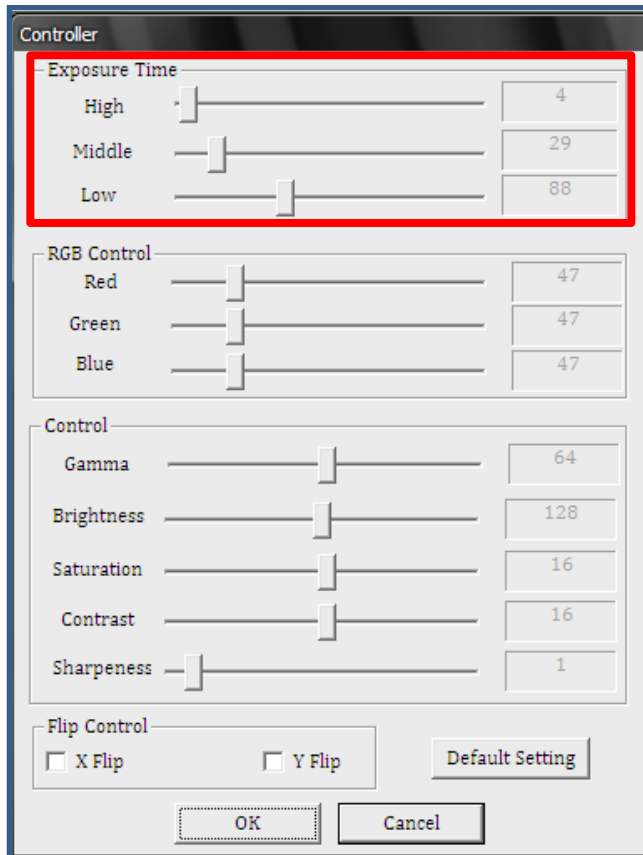 Controller
Exposure Time
High 4
Middle 29
Low 88
RGB Control
Red 47
Green 47
Blue 47
Control
Gamma 64
Brightness 128
Saturation 16
Contrast 16
Sharpeness 1
Flip Control
X Flip Y Flip Default Setting
OK Cancel